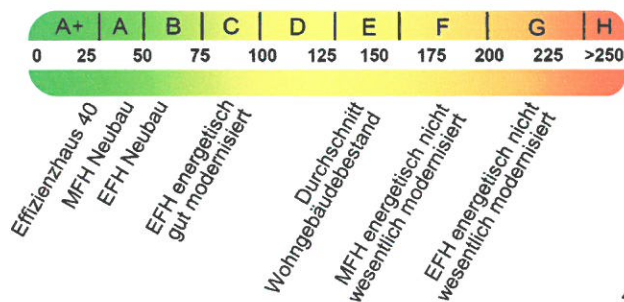 A+ A B C D E F G H
0 25 50 75 100 125 150 175 200 225 >250
Effizienzhaus 40
MFH Neubau
EFH Neubau
EFH energetisch
gut modernisiert
Durchschnitt
Wohngebäudebestand
MFH energetisch nicht
wesentlich modernisiert
EFH energetisch nicht
wesentlich modernisiert